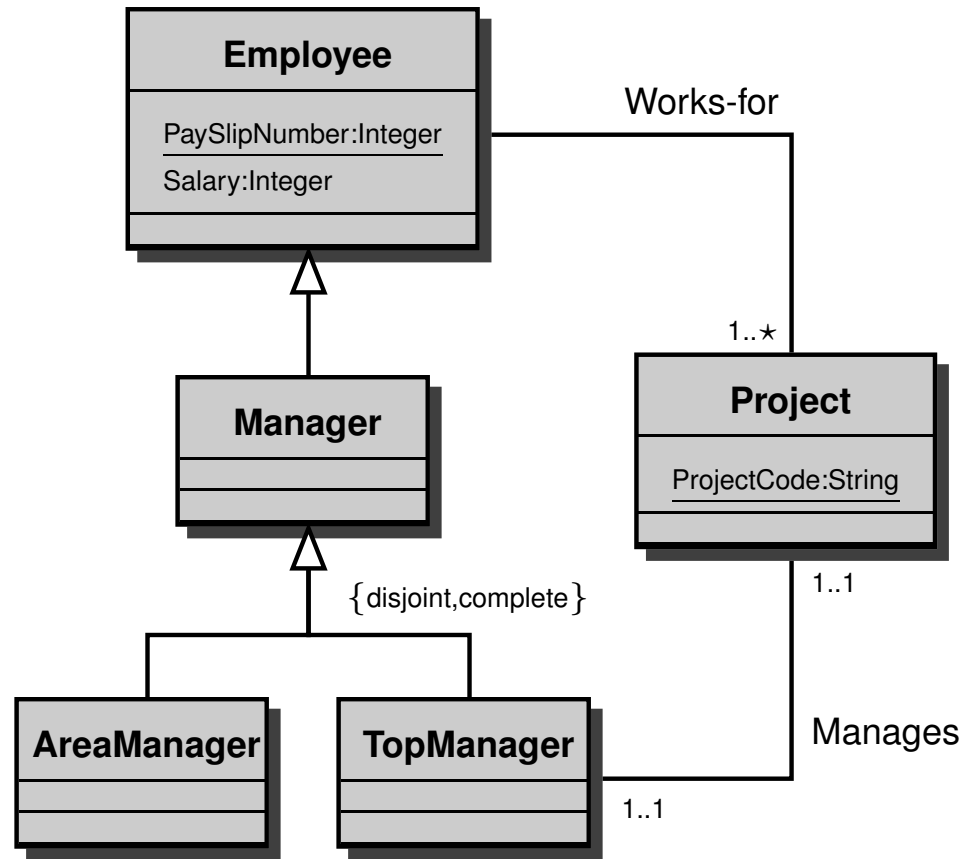 Employee
PaySlipNumber:Integer
Salary:Integer
Works-for
1..⋆
Manager
Project
ProjectCode:String
{disjoint,complete}
1..1
AreaManager
TopManager
Manages
1..1